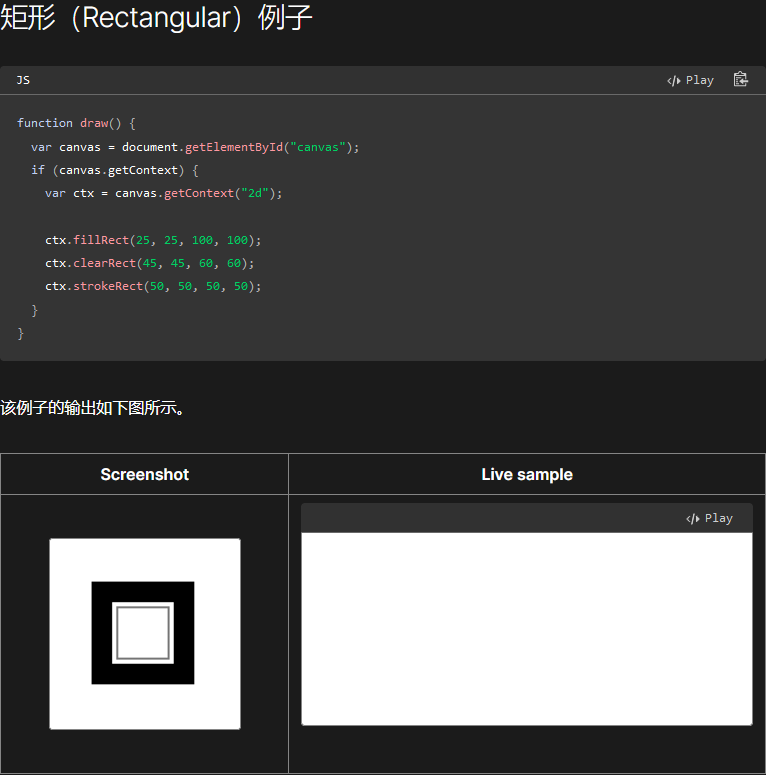 矩形（Rectangular）例子
JS
</> Play
function draw() {
  var canvas = document.getElementById("canvas");
  if (canvas.getContext) {
    var ctx = canvas.getContext("2d");

    ctx.fillRect(25, 25, 100, 100);
    ctx.clearRect(45, 45, 60, 60);
    ctx.strokeRect(50, 50, 50, 50);
  }
}
该例子的输出如下图所示。
Screenshot
Live sample
</> Play